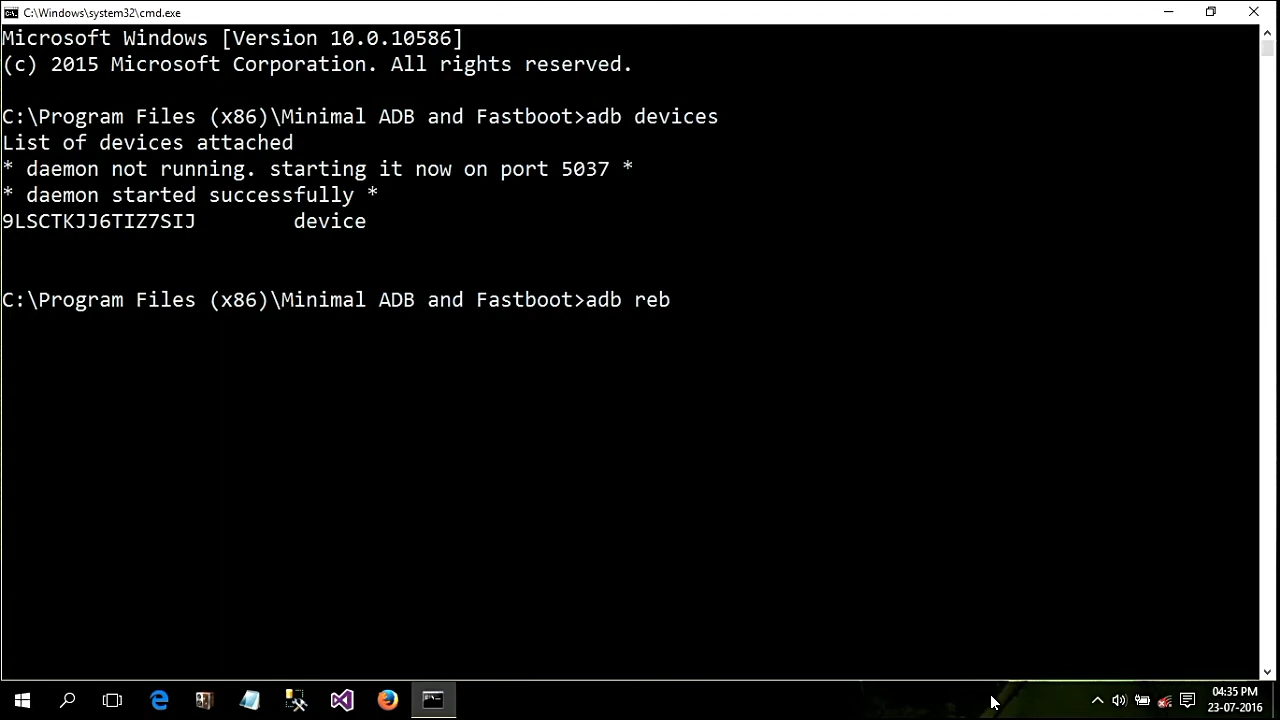 C:\Windows\system32\cmd.exe
Microsoft Windows [Version 10.0.10586]
(c) 2015 Microsoft Corporation. All rights reserved.
C:\Program Files (x86)\Minimal ADB and Fastboot>adb devices
List of devices attached
* daemon not running. starting it now on port 5037 *
* daemon started successfully *
9LSCTKJJ6TIZ7SIJ        device
C:\Program Files (x86)\Minimal ADB and Fastboot>adb reb
04:35 PM
23-07-2016